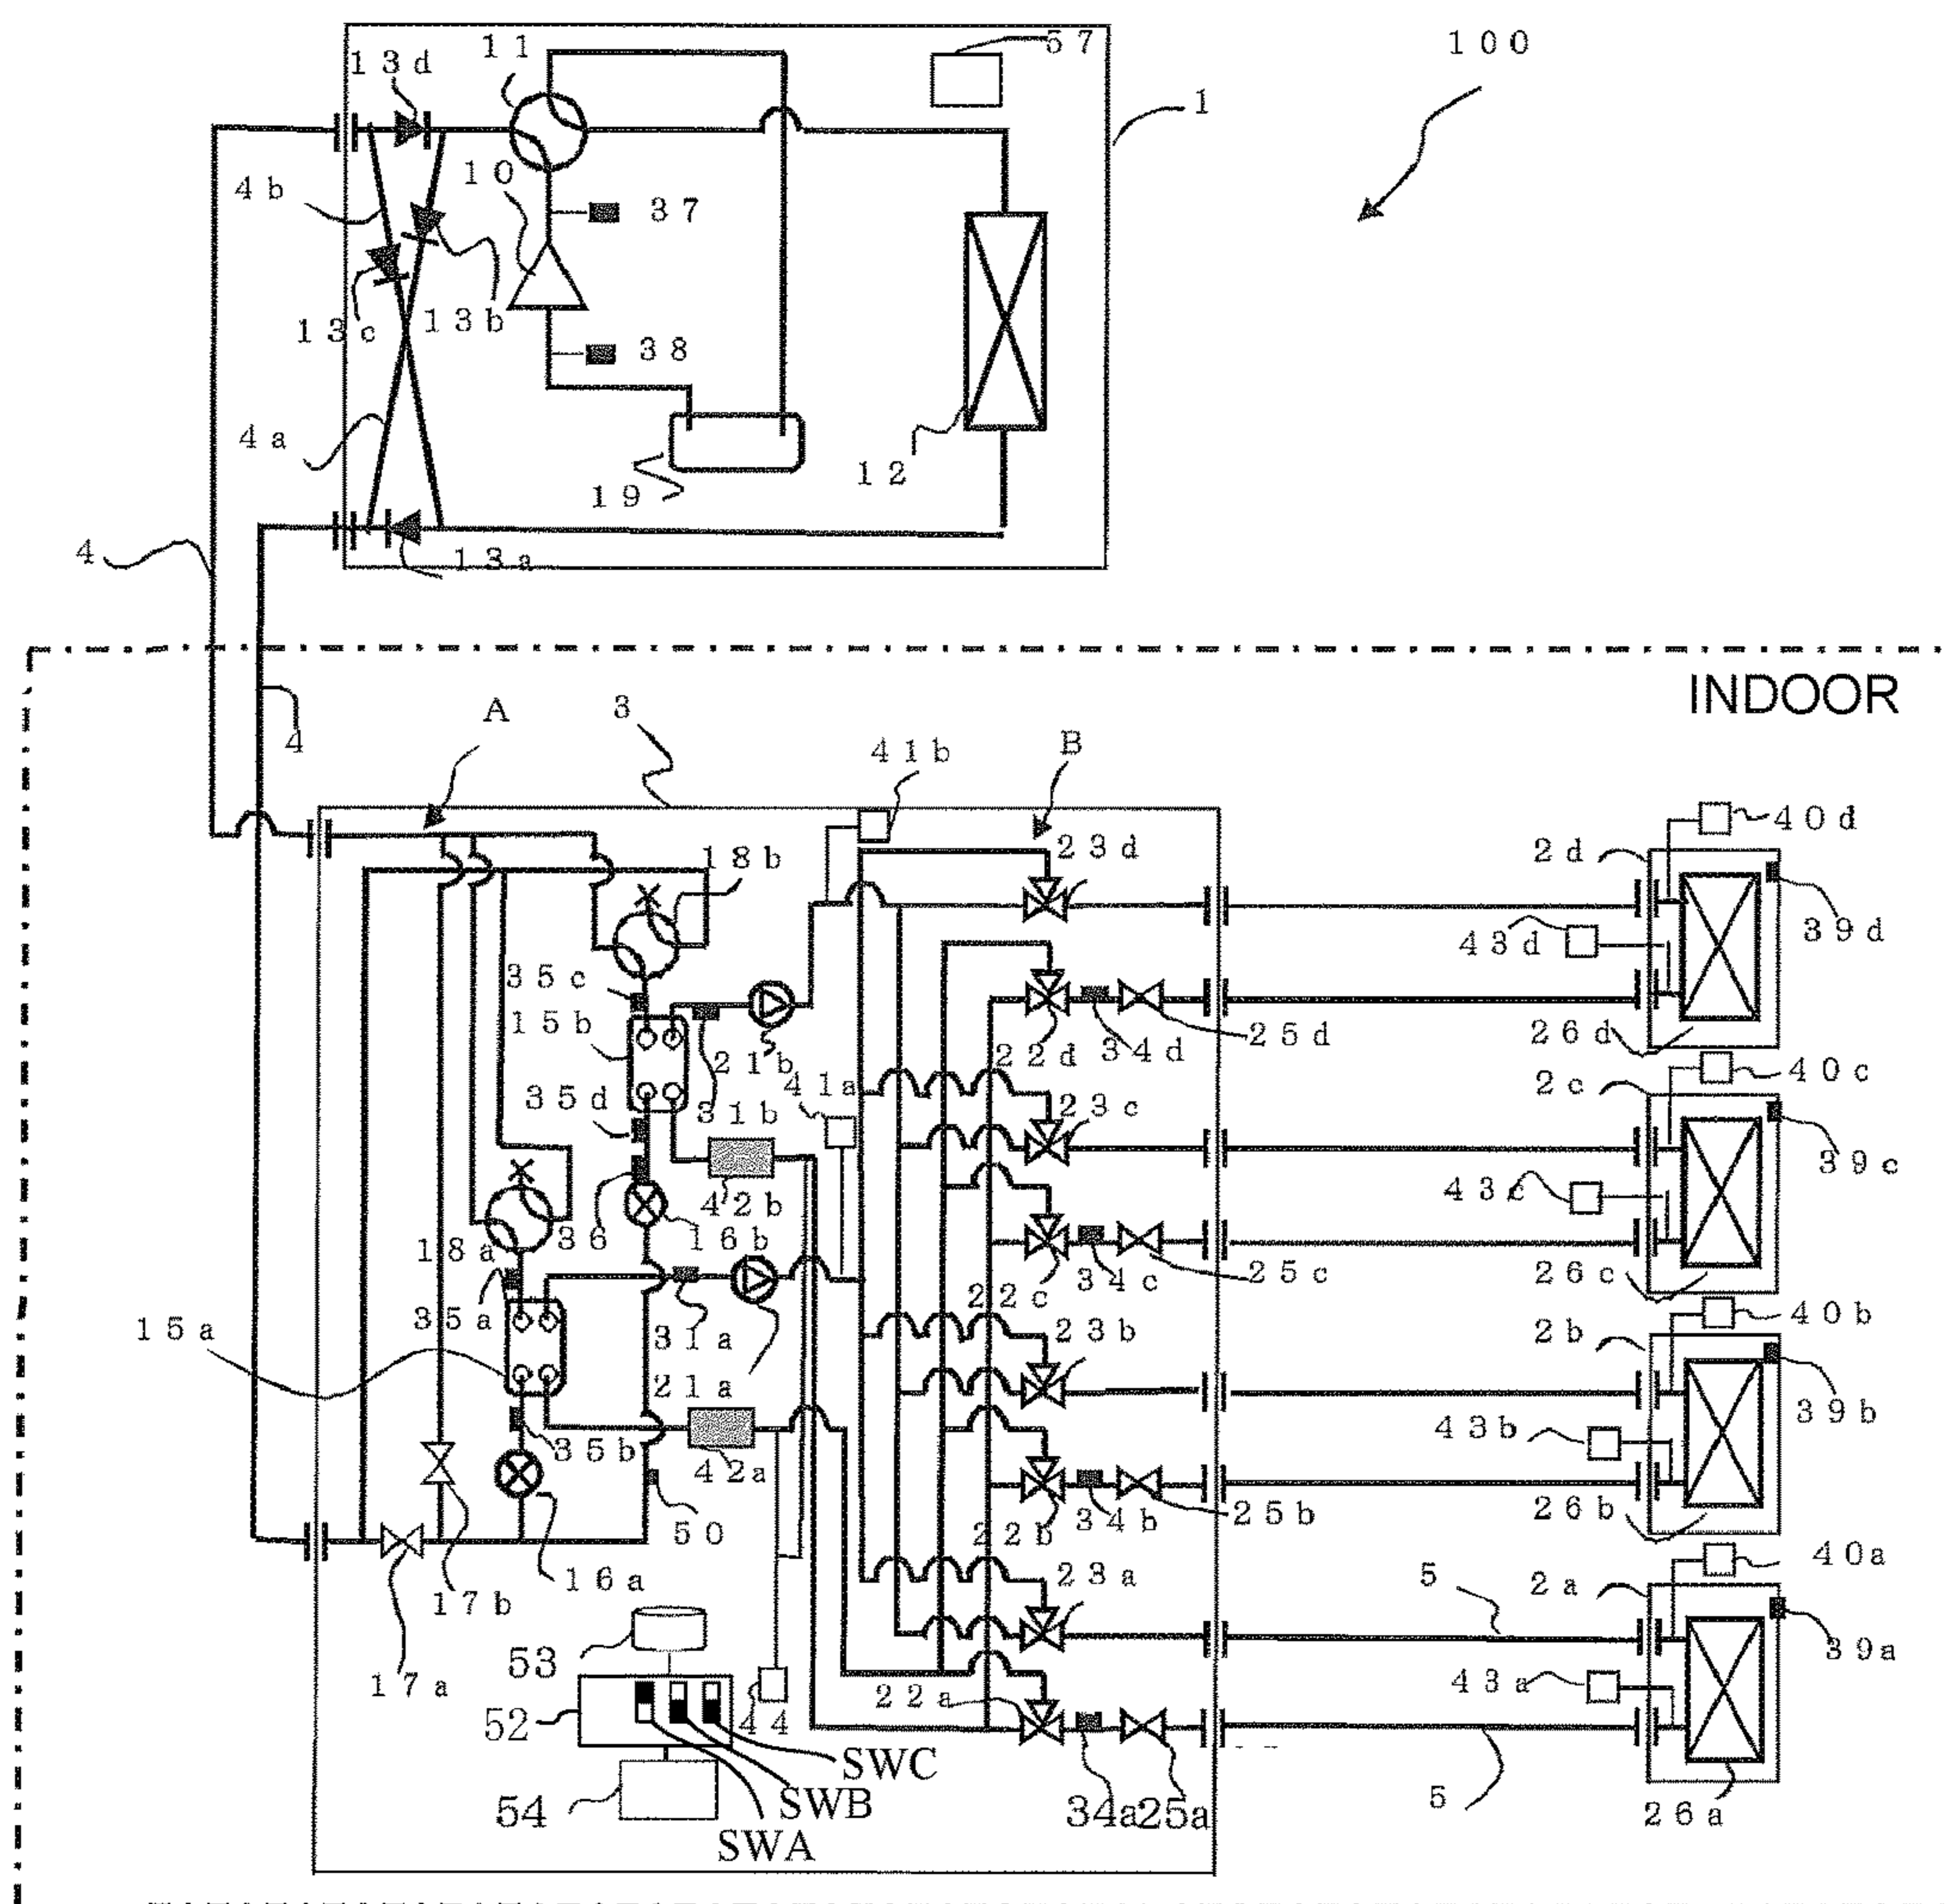 57
100
11
13d
1
10
4b
37
13c
13b
38
4a
12
19
4
13a
INDOOR
4
A
3
41b
B
40d
18b
23d
2d
39d
43d
35c
15b
21b
22d
34d
25d
26d
41a
40c
2c
35d
31b
23c
39c
43c
42b
36
16b
18a
22c
34c
25c
26c
35a
40b
15a
31a
23b
2b
21a
39b
43b
35b
42a
50
22b
34b
25b
26b
16a
17b
23a
5
2a
40a
53
39a
17a
22a
43a
52
44
SWC
54
SWB
34a
25a
5
26a
SWA